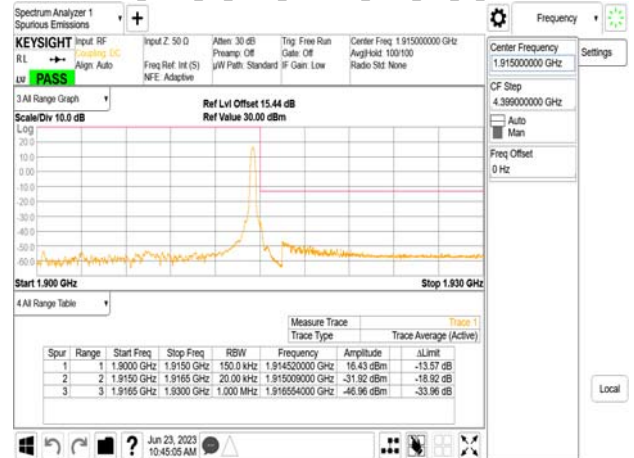 Spectrum Analyzer 1
Spurious Emissions
Frequency
KEYSIGHT Input: RF
Coupling: DC
Align: Auto
Input Z: 50 Ω
Freq Ref: Int (S)
NFE: Adaptive
Atten: 30 dB
Preamp: Off
µW Path: Standard
Trig: Free Run
Gate: Off
IF Gain: Low
Center Freq: 1.915000000 GHz
Avg|Hold: 100/100
Radio Std: None
RL
LU PASS
Center Frequency
1.915000000 GHz
Settings
CF Step
4.399000000 GHz
Auto
Man
Freq Offset
0 Hz
Local
3 All Range Graph
Scale/Div 10.0 dB
Ref Lvl Offset 15.44 dB
Ref Value 30.00 dBm
Log
20.0
10.0
0.00
-10.0
-20.0
-30.0
-40.0
-50.0
-60.0
Start 1.900 GHz
Stop 1.930 GHz
4 All Range Table
Measure Trace Trace 1
Trace Type Trace Average (Active)
Spur Range Start Freq Stop Freq RBW Frequency Amplitude ΔLimit
1 1 1.9000 GHz 1.9150 GHz 150.0 kHz 1.914520000 GHz 16.43 dBm -13.57 dB
2 2 1.9150 GHz 1.9165 GHz 20.00 kHz 1.915009000 GHz -31.92 dBm -18.92 dB
3 3 1.9165 GHz 1.9300 GHz 1.000 MHz 1.916554000 GHz -46.96 dBm -33.96 dB
Jun 23, 2023
10:45:05 AM